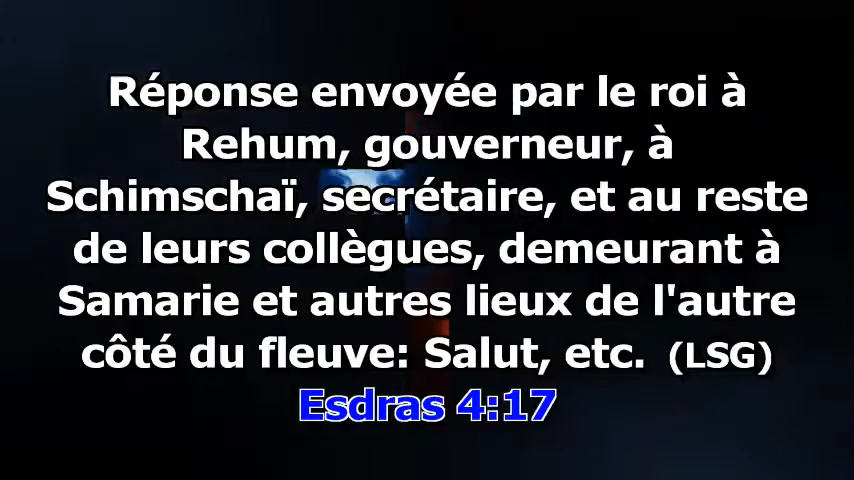 Réponse envoyée par le roi à
Rehum, gouverneur, à
Schimschaï, secrétaire, et au reste
de leurs collègues, demeurant à
Samarie et autres lieux de l'autre
côté du fleuve: Salut, etc. (LSG)
Esdras 4:17